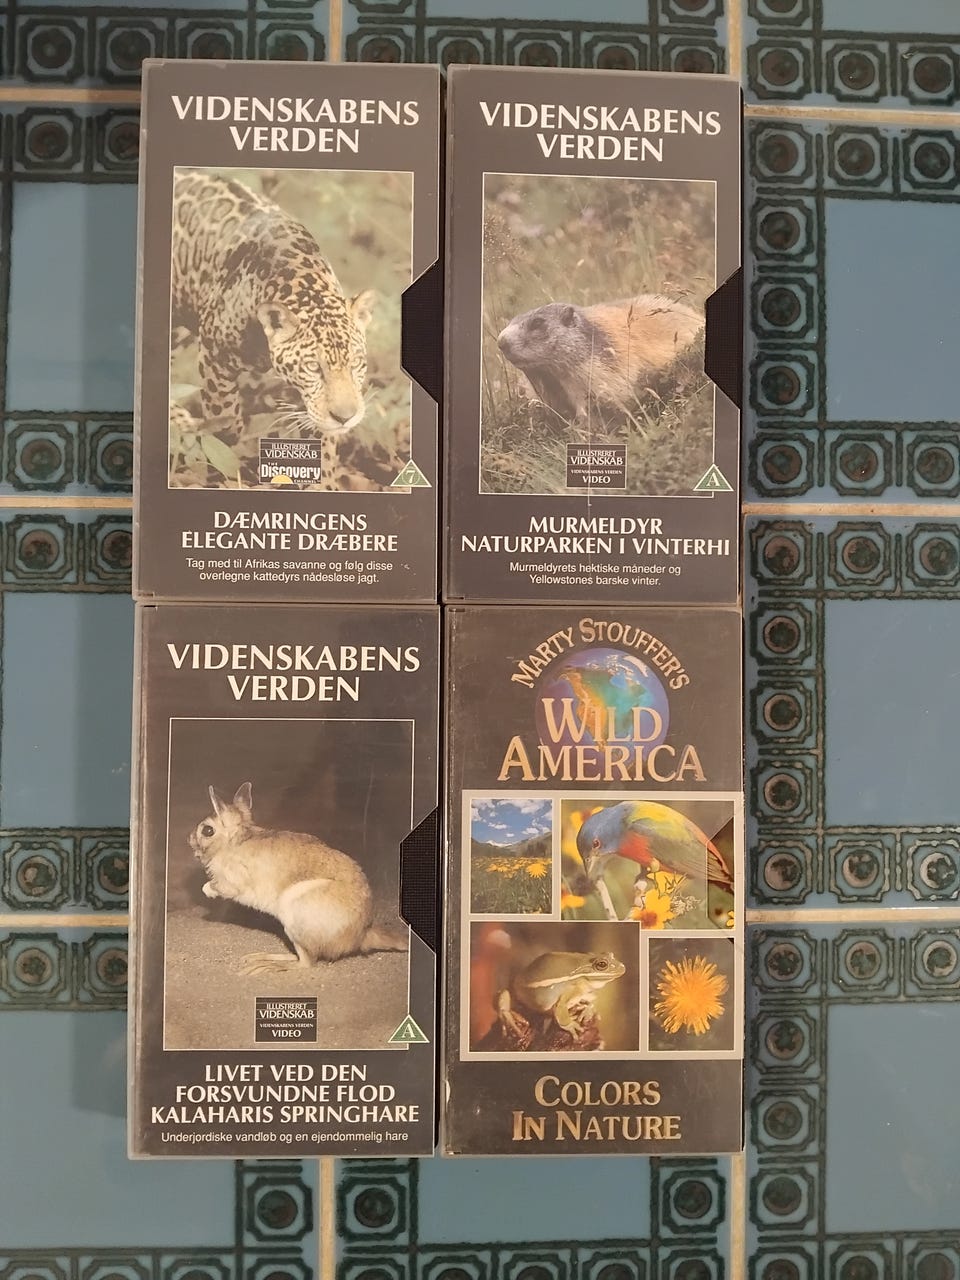 VIDENSKABENS
VERDEN
ILLUSTRERET
VIDENSKAB
THE
Discovery
CHANNEL
7
DÆMRINGENS
ELEGANTE DRÆBERE
Tag med til Afrikas savanne og følg disse
overlegne kattedyrs nådesløse jagt.
VIDENSKABENS
VERDEN
ILLUSTRERET
VIDENSKAB
VIDENSKABENS VERDEN
VIDEO
A
MURMELDYR
NATURPARKEN I VINTERHI
Murmeldyrets hektiske måneder og
Yellowstones barske vinter.
VIDENSKABENS
VERDEN
ILLUSTRERET
VIDENSKAB
VIDENSKABENS VERDEN
VIDEO
A
LIVET VED DEN
FORSVUNDNE FLOD
KALAHARIS SPRINGHARE
Underjordiske vandløb og en ejendommelig hare
MARTY STOUFFER'S
WILD
AMERICA
COLORS
IN NATURE